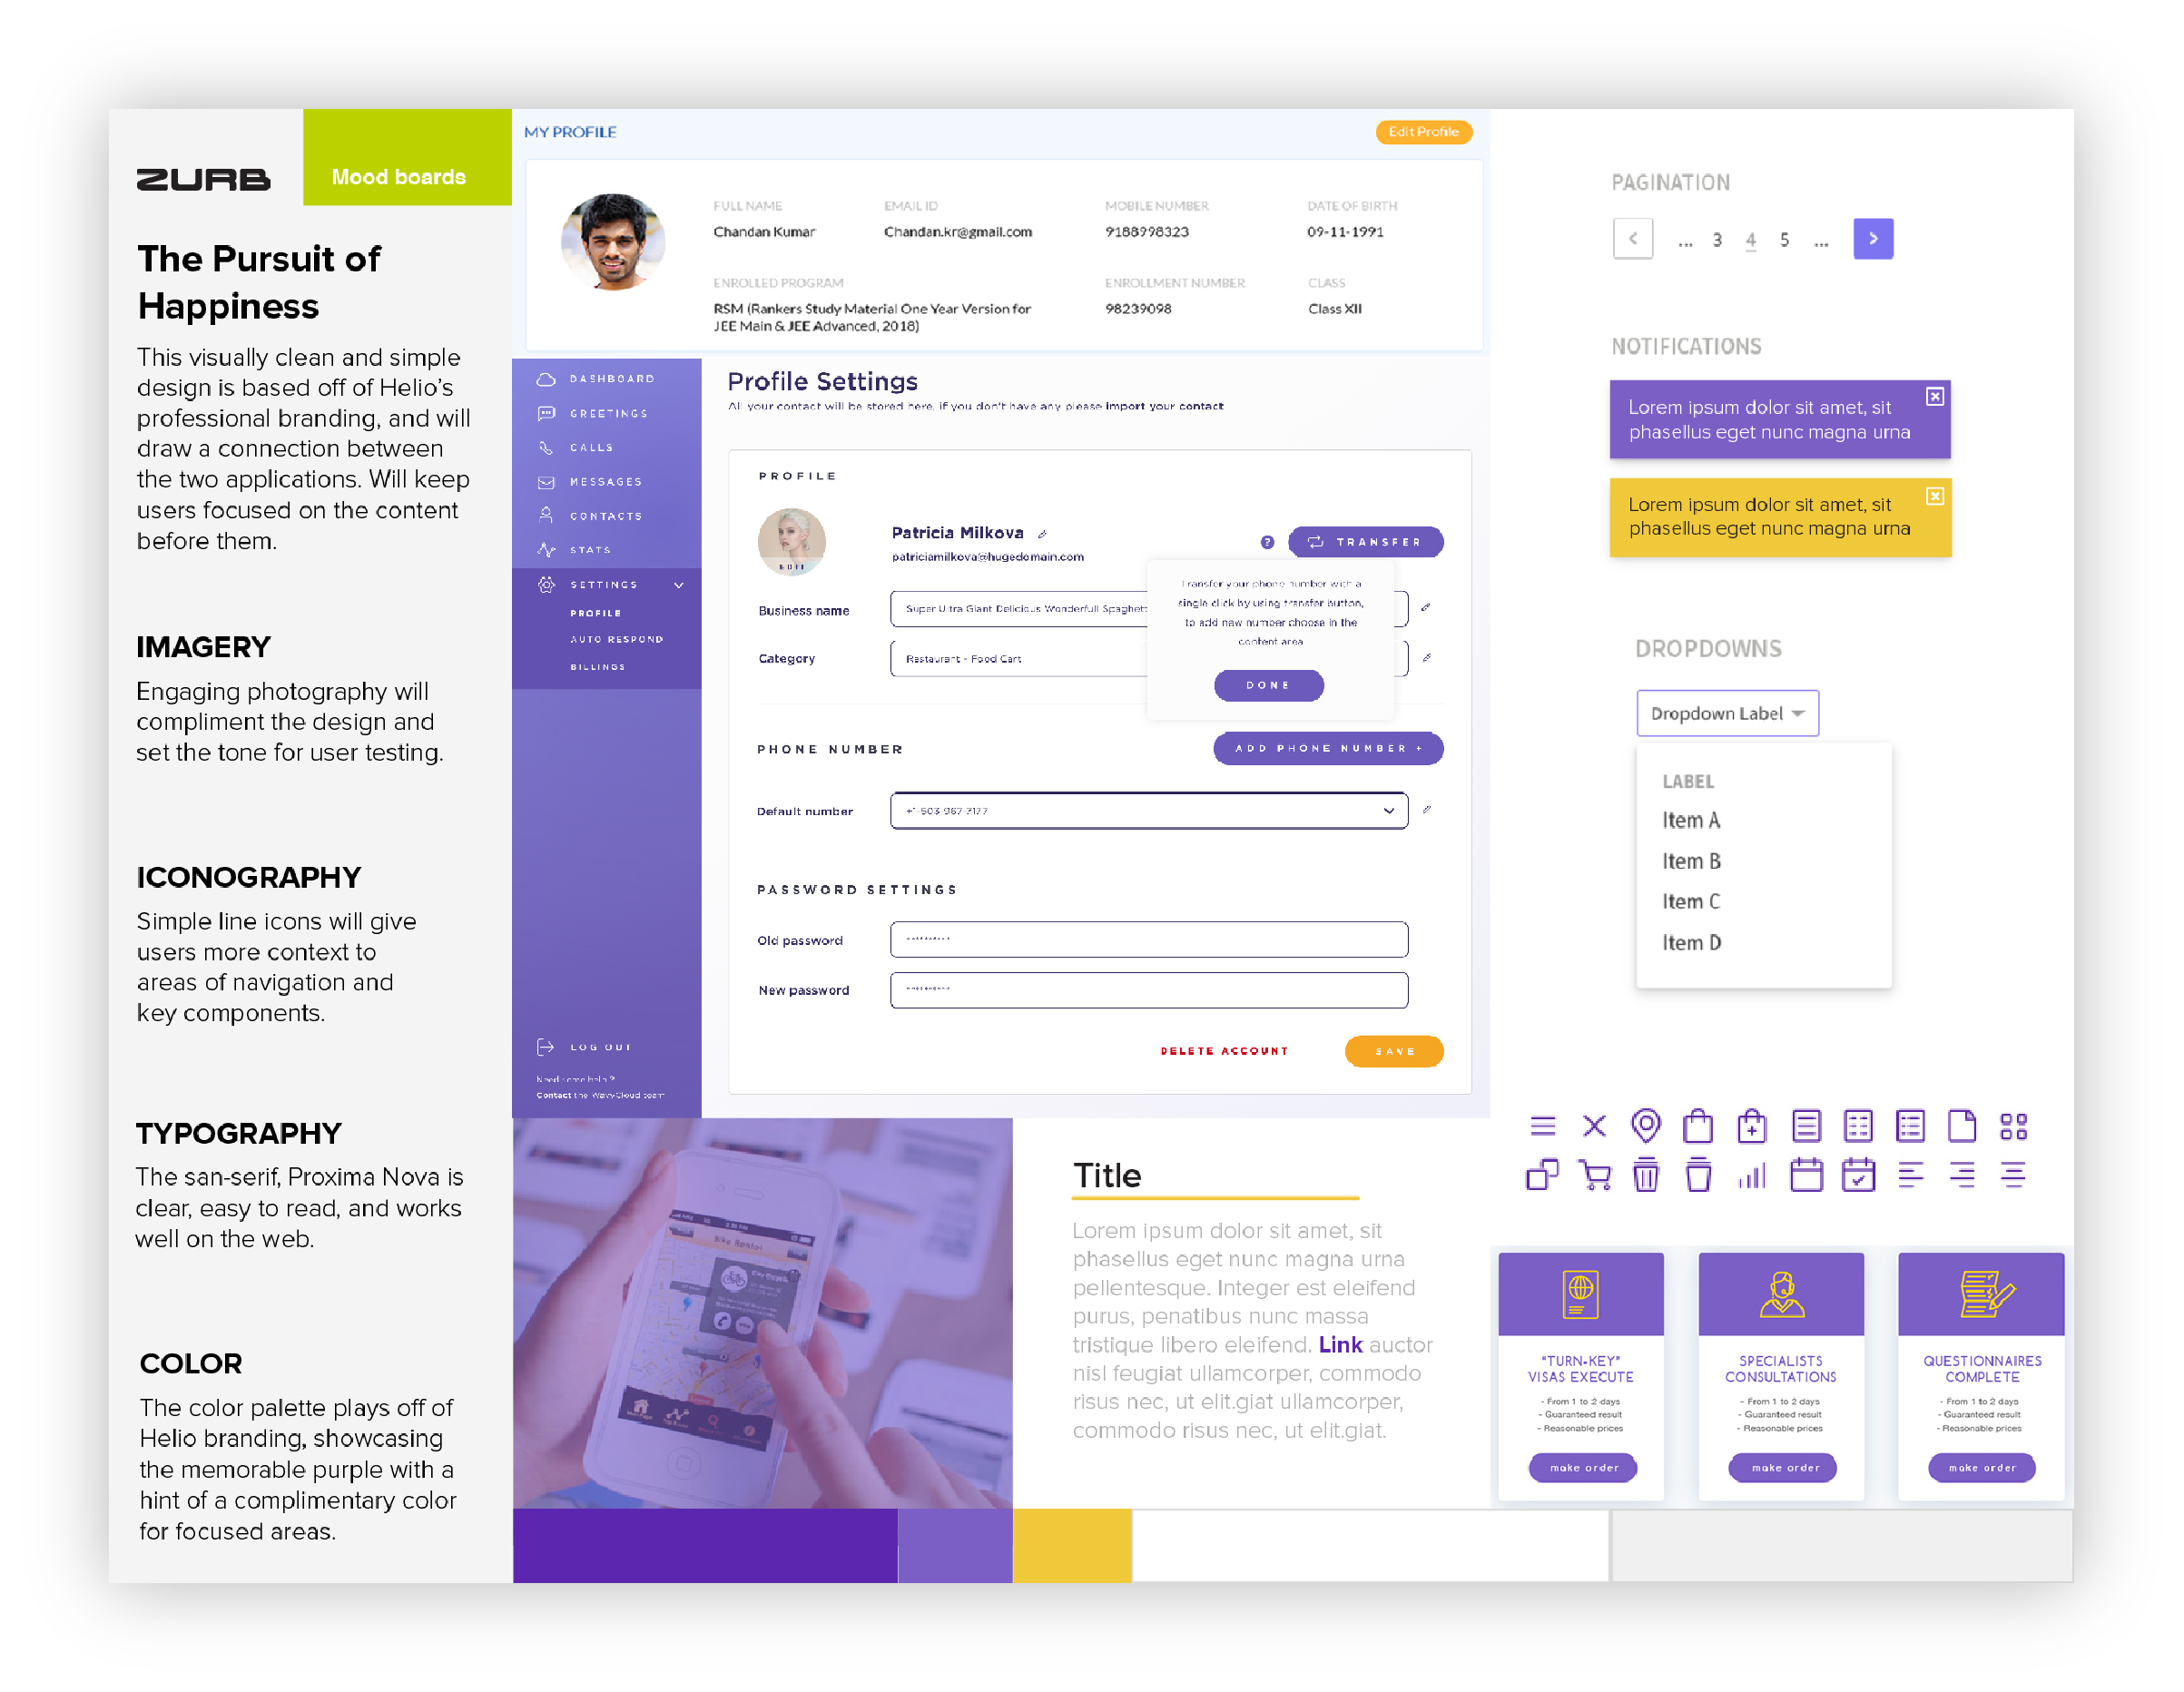 ZURB
Mood boards
The Pursuit of
Happiness
This visually clean and simple
design is based off of Helio's
professional branding, and will
draw a connection between
the two applications. Will keep
users focused on the content
before them.
IMAGERY
Engaging photography will
compliment the design and
set the tone for user testing.
ICONOGRAPHY
Simple line icons will give
users more context to
areas of navigation and
key components.
TYPOGRAPHY
The san-serif, Proxima Nova is
clear, easy to read, and works
well on the web.
COLOR
The color palette plays off of
Helio branding, showcasing
the memorable purple with a
hint of a complimentary color
for focused areas.
MY PROFILE
Edit Profile
FULL NAME
Chandan Kumar
EMAIL ID
Chandan.kr@gmail.com
MOBILE NUMBER
9188998323
DATE OF BIRTH
09-11-1991
ENROLLED PROGRAM
RSM (Rankers Study Material One Year Version for
JEE Main & JEE Advanced, 2018)
ENROLLMENT NUMBER
98239098
CLASS
Class XII
DASHBOARD
GREETINGS
CALLS
MESSAGES
CONTACTS
STATS
SETTINGS
PROFILE
AUTO RESPOND
BILLINGS
LOG OUT
Need some help ?
Contact the WavyCloud team
Profile Settings
All your contact will be stored here, if you don't have any please import your contact
PROFILE
EDIT
Patricia Milkova
patriciamilkova@hugedomain.com
?
TRANSFER
Transfer your phone number with a
single click by using transfer button,
to add new number choose in the
content area
DONE
Business name
Super Ultra Giant Delicious Wonderfull Spaghett
Category
Restaurant - Food Cart
PHONE NUMBER
ADD PHONE NUMBER +
Default number
+1-503-967-7177
PASSWORD SETTINGS
Old password
**********
New password
**********
DELETE ACCOUNT
SAVE
Bike Rental
Title
Lorem ipsum dolor sit amet, sit
phasellus eget nunc magna urna
pellentesque. Integer est eleifend
purus, penatibus nunc massa
tristique libero eleifend. Link auctor
nisl feugiat ullamcorper, commodo
risus nec, ut elit.giat ullamcorper,
commodo risus nec, ut elit.giat.
PAGINATION
< ... 3 4 5 ... >
NOTIFICATIONS
Lorem ipsum dolor sit amet, sit
phasellus eget nunc magna urna
Lorem ipsum dolor sit amet, sit
phasellus eget nunc magna urna
DROPDOWNS
Dropdown Label
LABEL
Item A
Item B
Item C
Item D
"TURN-KEY"
VISAS EXECUTE
- From 1 to 2 days
- Guaranteed result
- Reasonable prices
make order
SPECIALISTS
CONSULTATIONS
- From 1 to 2 days
- Guaranteed result
- Reasonable prices
make order
QUESTIONNAIRES
COMPLETE
- From 1 to 2 days
- Guaranteed result
- Reasonable prices
make order